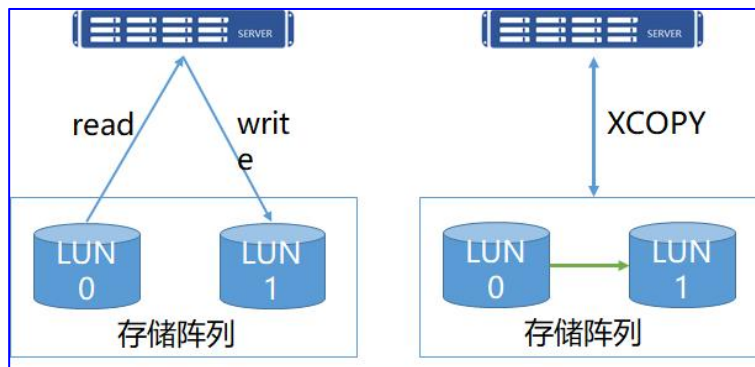 SERVER
SERVER
read
writ
e
XCOPY
LUN
0
LUN
1
LUN
0
LUN
1
存储阵列
存储阵列